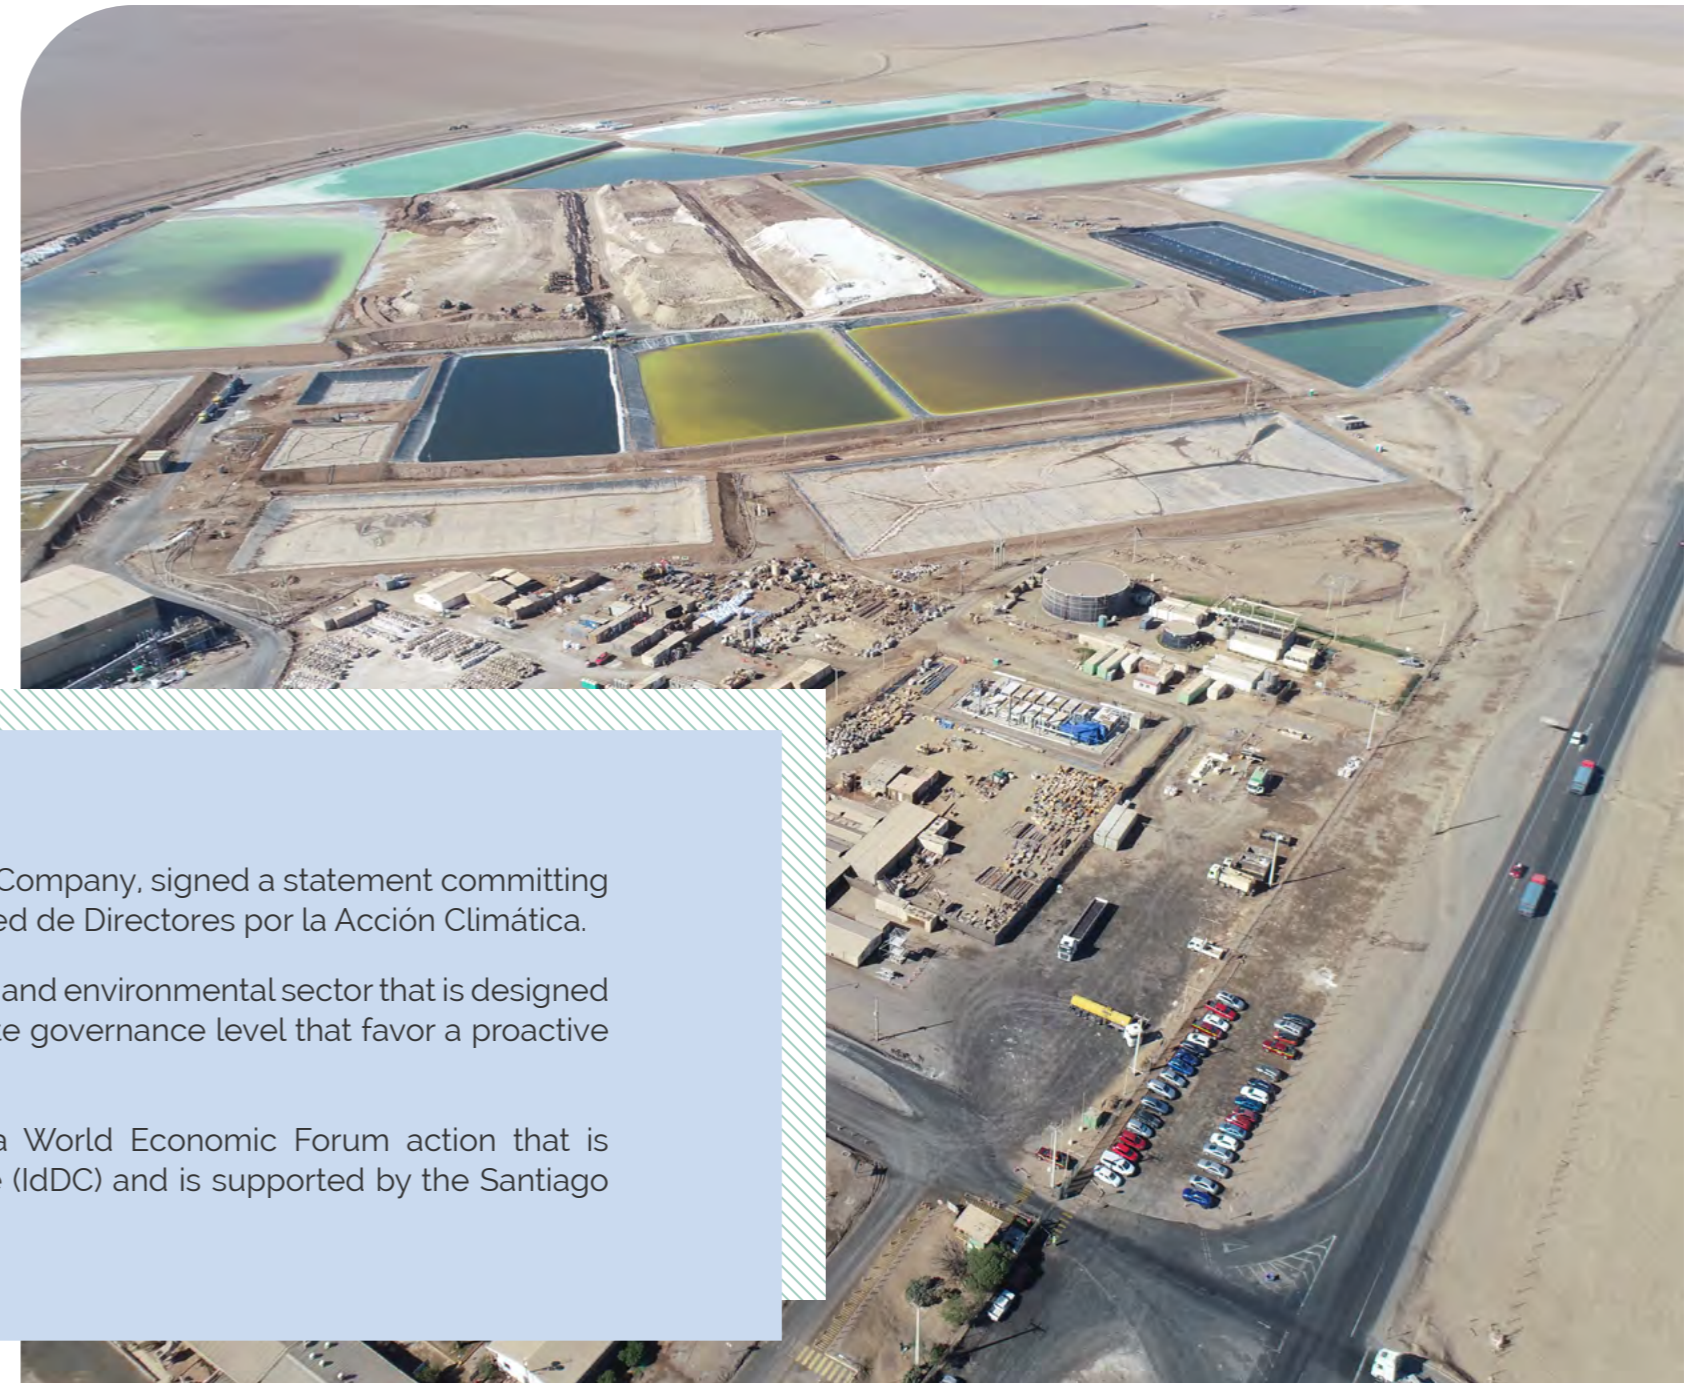 Company, signed a statement committing
ed de Directores por la Acción Climática.
and environmental sector that is designed
te governance level that favor a proactive
a World Economic Forum action that is
e (IdDC) and is supported by the Santiago